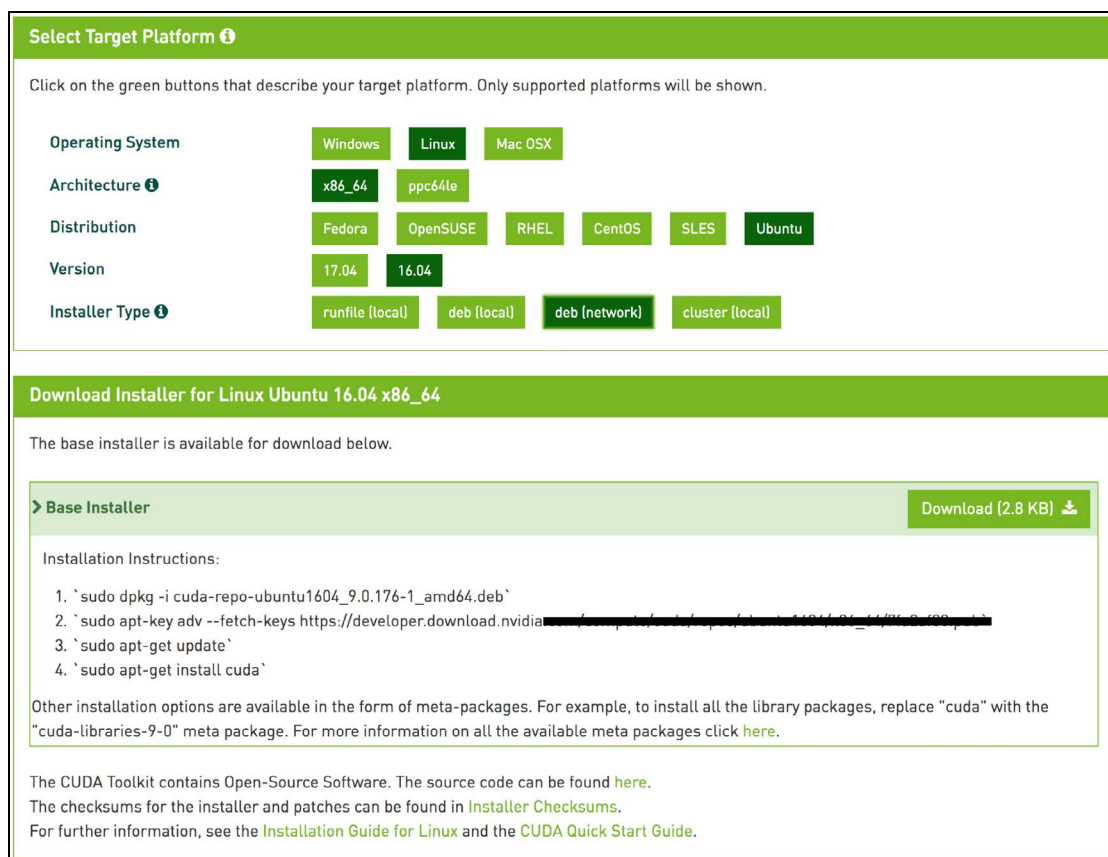 Select Target Platform
Click on the green buttons that describe your target platform. Only supported platforms will be shown.
Operating System Windows Linux Mac OSX
Architecture x86_64 ppc64le
Distribution Fedora OpenSUSE RHEL CentOS SLES Ubuntu
Version 17.04 16.04
Installer Type runfile (local) deb (local) deb (network) cluster (local)
Download Installer for Linux Ubuntu 16.04 x86_64
The base installer is available for download below.
Base Installer Download (2.8 KB)
Installation Instructions:
1. `sudo dpkg -i cuda-repo-ubuntu1604_9.0.176-1_amd64.deb`
2. `sudo apt-key adv --fetch-keys https://developer.download.nvidia
3. `sudo apt-get update`
4. `sudo apt-get install cuda`
Other installation options are available in the form of meta-packages. For example, to install all the library packages, replace "cuda" with the
"cuda-libraries-9-0" meta package. For more information on all the available meta packages click here.
The CUDA Toolkit contains Open-Source Software. The source code can be found here.
The checksums for the installer and patches can be found in Installer Checksums.
For further information, see the Installation Guide for Linux and the CUDA Quick Start Guide.